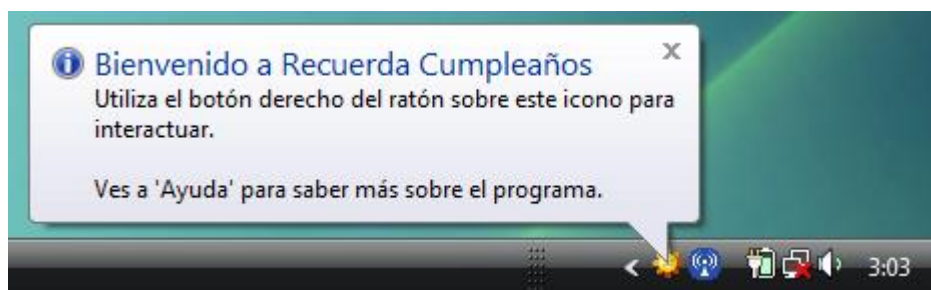 Bienvenido a Recuerda Cumpleaños
Utiliza el botón derecho del ratón sobre este icono para
interactuar.
Ves a 'Ayuda' para saber más sobre el programa.
3:03